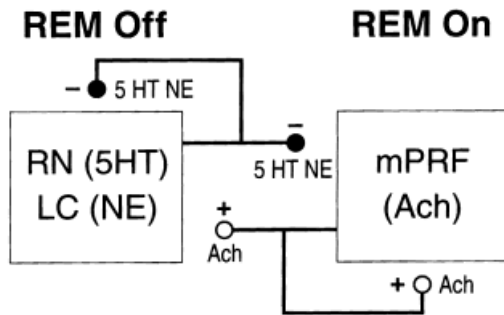 REM Off
REM On
– 5 HT NE
–
5 HT NE
RN (5HT)
LC (NE)
mPRF
(Ach)
+
Ach
+ Ach